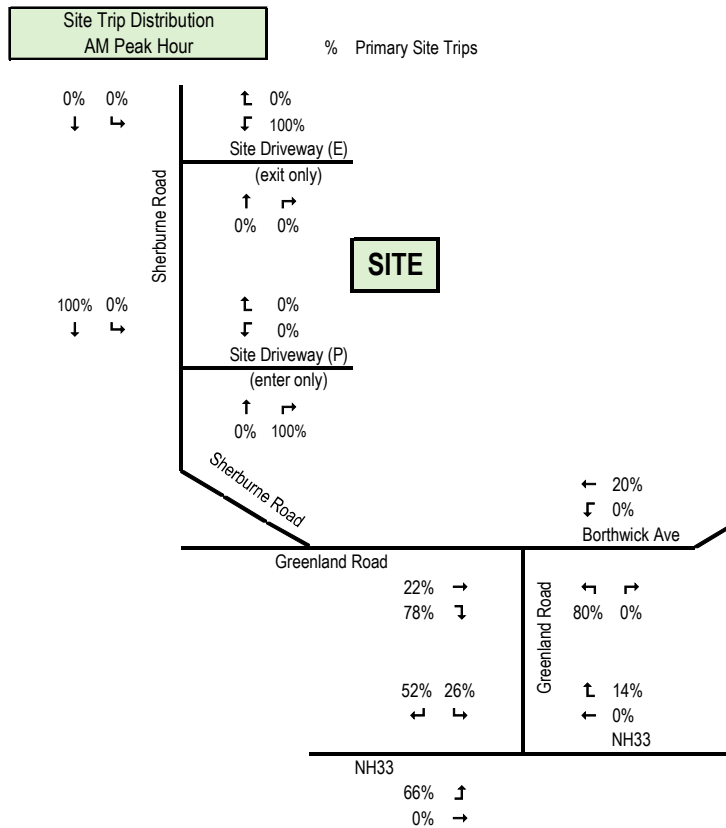 Site Trip Distribution
AM Peak Hour
% Primary Site Trips
0% 0%
0%
100%
Site Driveway (E)
(exit only)
0% 0%
Sherburne Road
SITE
100% 0%
0%
0%
Site Driveway (P)
(enter only)
0% 100%
Sherburne Road
20%
0%
Borthwick Ave
Greenland Road
22%
78%
Greenland Road
80% 0%
52% 26%
14%
0%
NH33
NH33
66%
0%